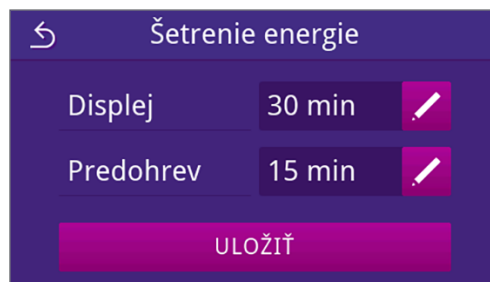 Šetrenie energie
Displej 30 min
Predohrev 15 min
ULOŽIŤ